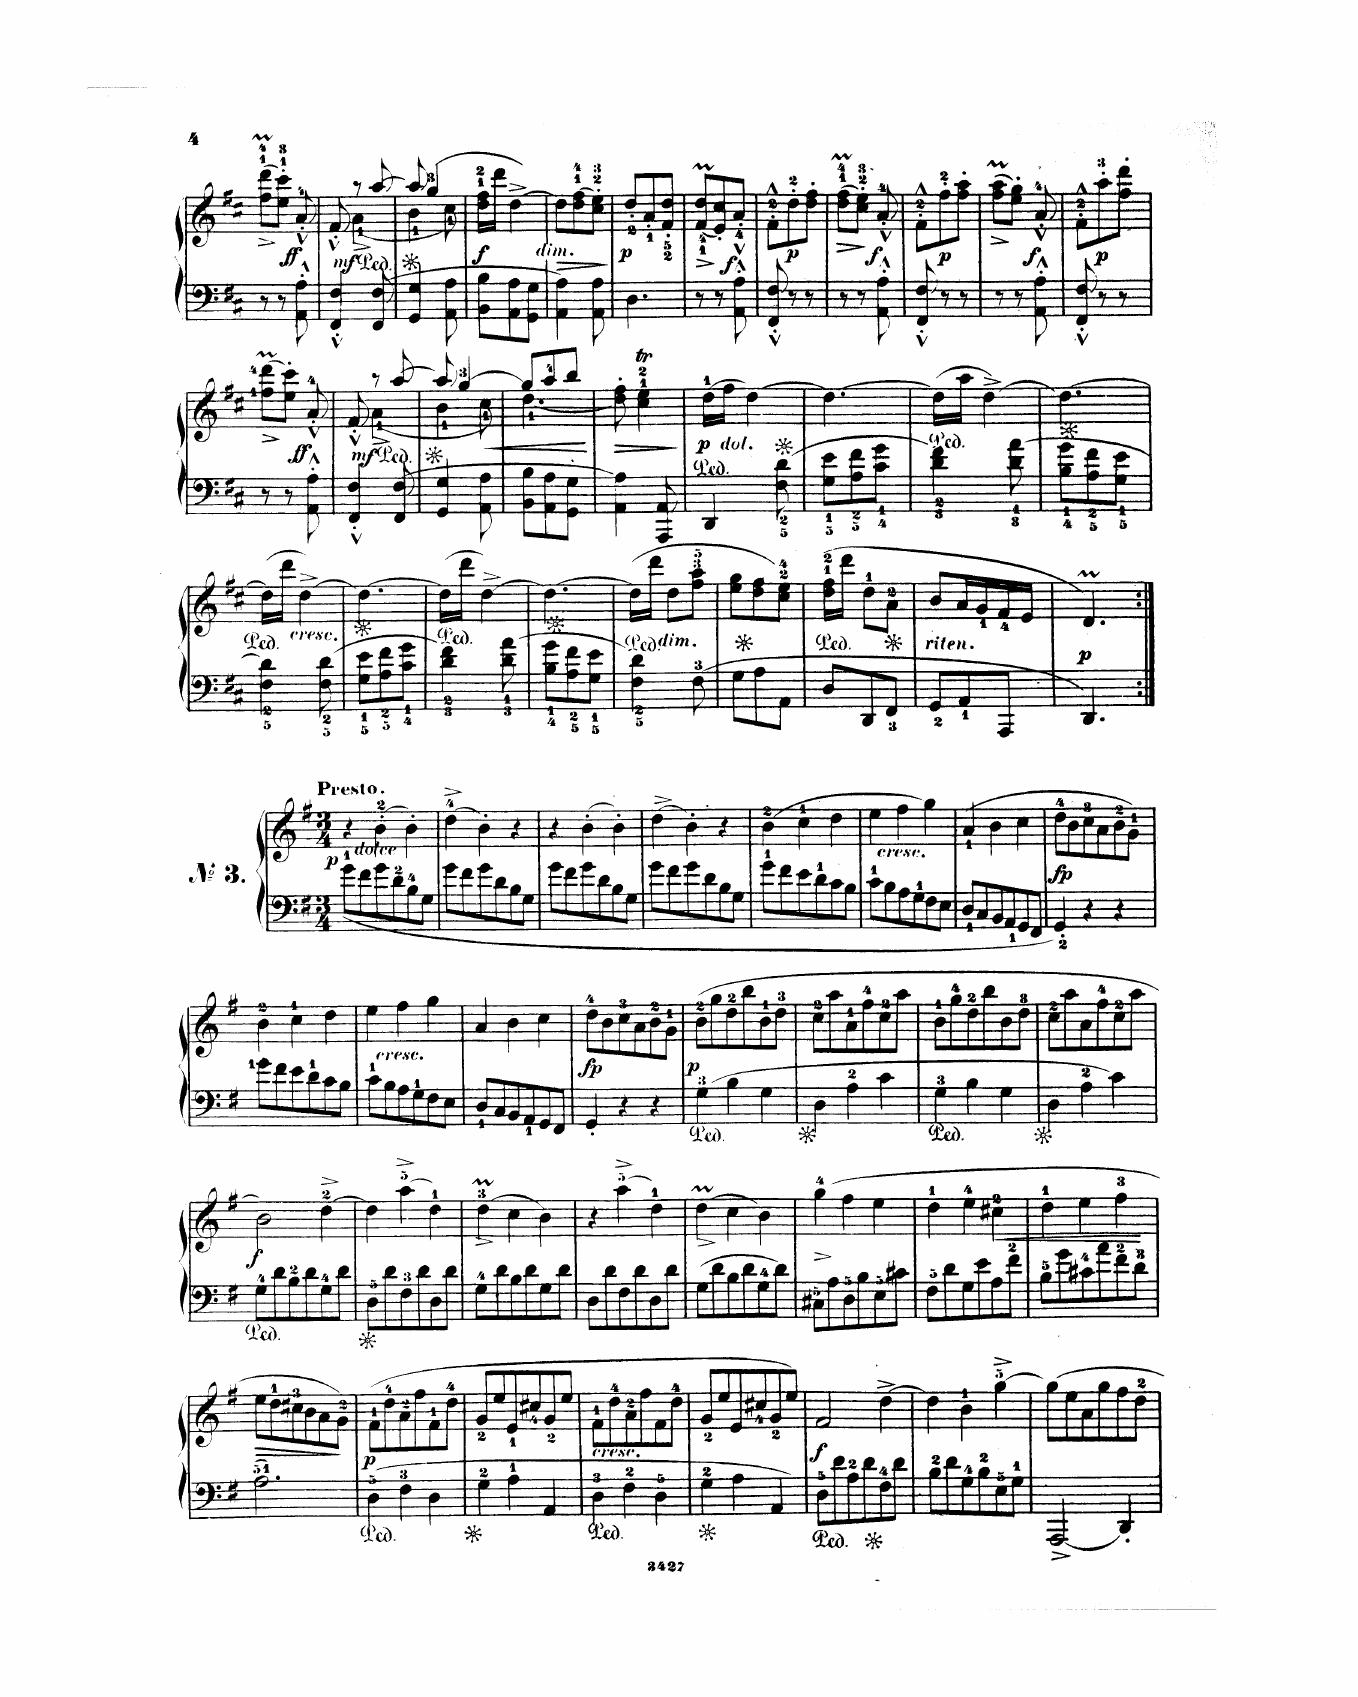 4
ff mf Ped. f dim. p f p f p f p
tr
ff mf Ped. p dol. Ped. Ped.
Ped. cresc. Ped. Ped. dim. Ped. riten. p
Presto.
Nº 3.
p dolce cresc. fp
cresc. fp p Ped. Ped.
f Ped.
p cresc. f
Ped. Ped. Ped.
3427